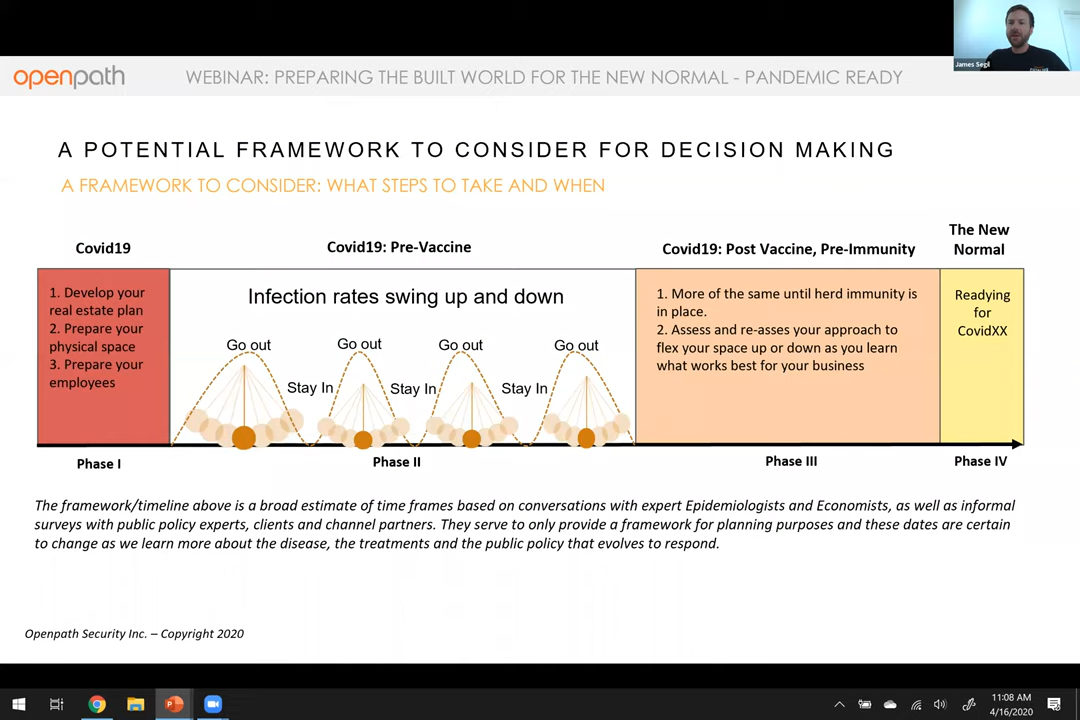 James Segil
openpath
WEBINAR: PREPARING THE BUILT WORLD FOR THE NEW NORMAL - PANDEMIC READY
A POTENTIAL FRAMEWORK TO CONSIDER FOR DECISION MAKING
A FRAMEWORK TO CONSIDER: WHAT STEPS TO TAKE AND WHEN
Covid19
1. Develop your
real estate plan
2. Prepare your
physical space
3. Prepare your
employees
Phase I
Covid19: Pre-Vaccine
Infection rates swing up and down
Go out
Go out
Go out
Go out
Stay In
Stay In
Stay In
Phase II
Covid19: Post Vaccine, Pre-Immunity
1. More of the same until herd immunity is
in place.
2. Assess and re-asses your approach to
flex your space up or down as you learn
what works best for your business
Phase III
The New
Normal
Readying
for
CovidXX
Phase IV
The framework/timeline above is a broad estimate of time frames based on conversations with expert Epidemiologists and Economists, as well as informal
surveys with public policy experts, clients and channel partners. They serve to only provide a framework for planning purposes and these dates are certain
to change as we learn more about the disease, the treatments and the public policy that evolves to respond.
Openpath Security Inc. – Copyright 2020
11:08 AM
4/16/2020